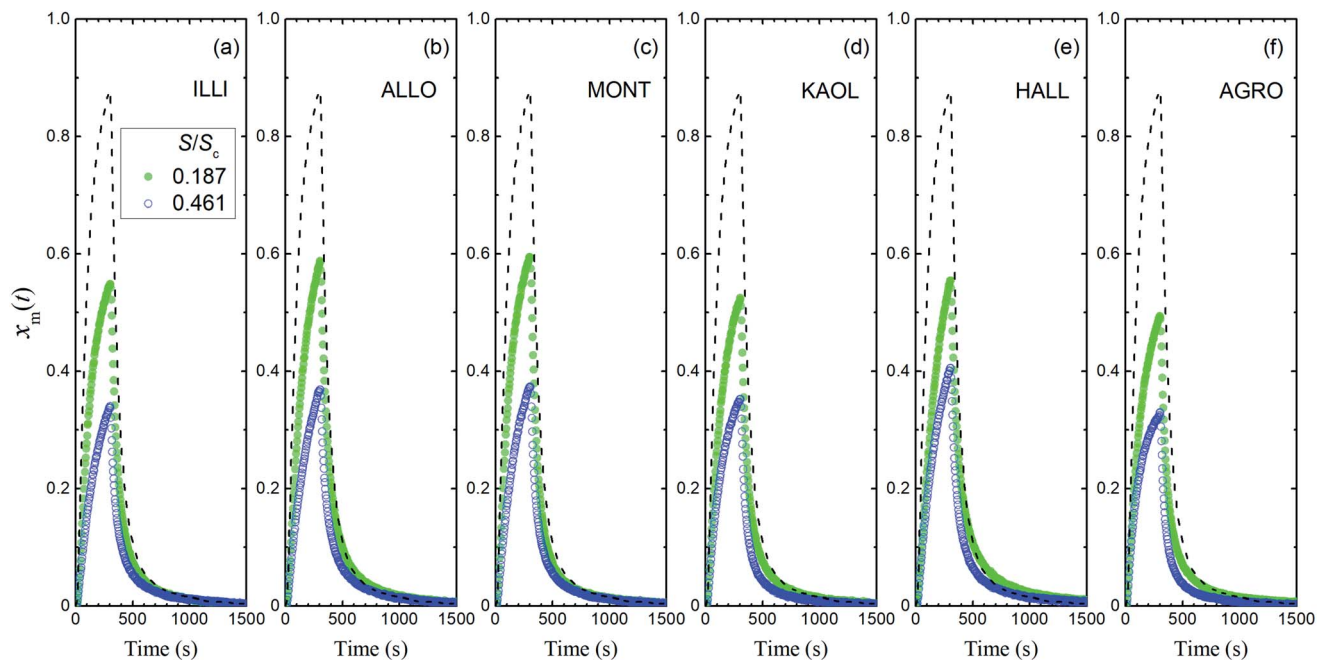 1.0 1.0 1.0 1.0 1.0 1.0
(a) (b) (c) (d) (e) (f)
ILLI ALLO MONT KAOL HALL AGRO
0.8 0.8 0.8 0.8 0.8 0.8
S/Sc
0.187
0.461
0.6 0.6 0.6 0.6 0.6 0.6
xm(t)
0.4 0.4 0.4 0.4 0.4 0.4
0.2 0.2 0.2 0.2 0.2 0.2
0 0 0 0 0 0
0 500 1000 1500 0 500 1000 1500 0 500 1000 1500 0 500 1000 1500 0 500 1000 1500 0 500 1000 1500
Time (s) Time (s) Time (s) Time (s) Time (s) Time (s)